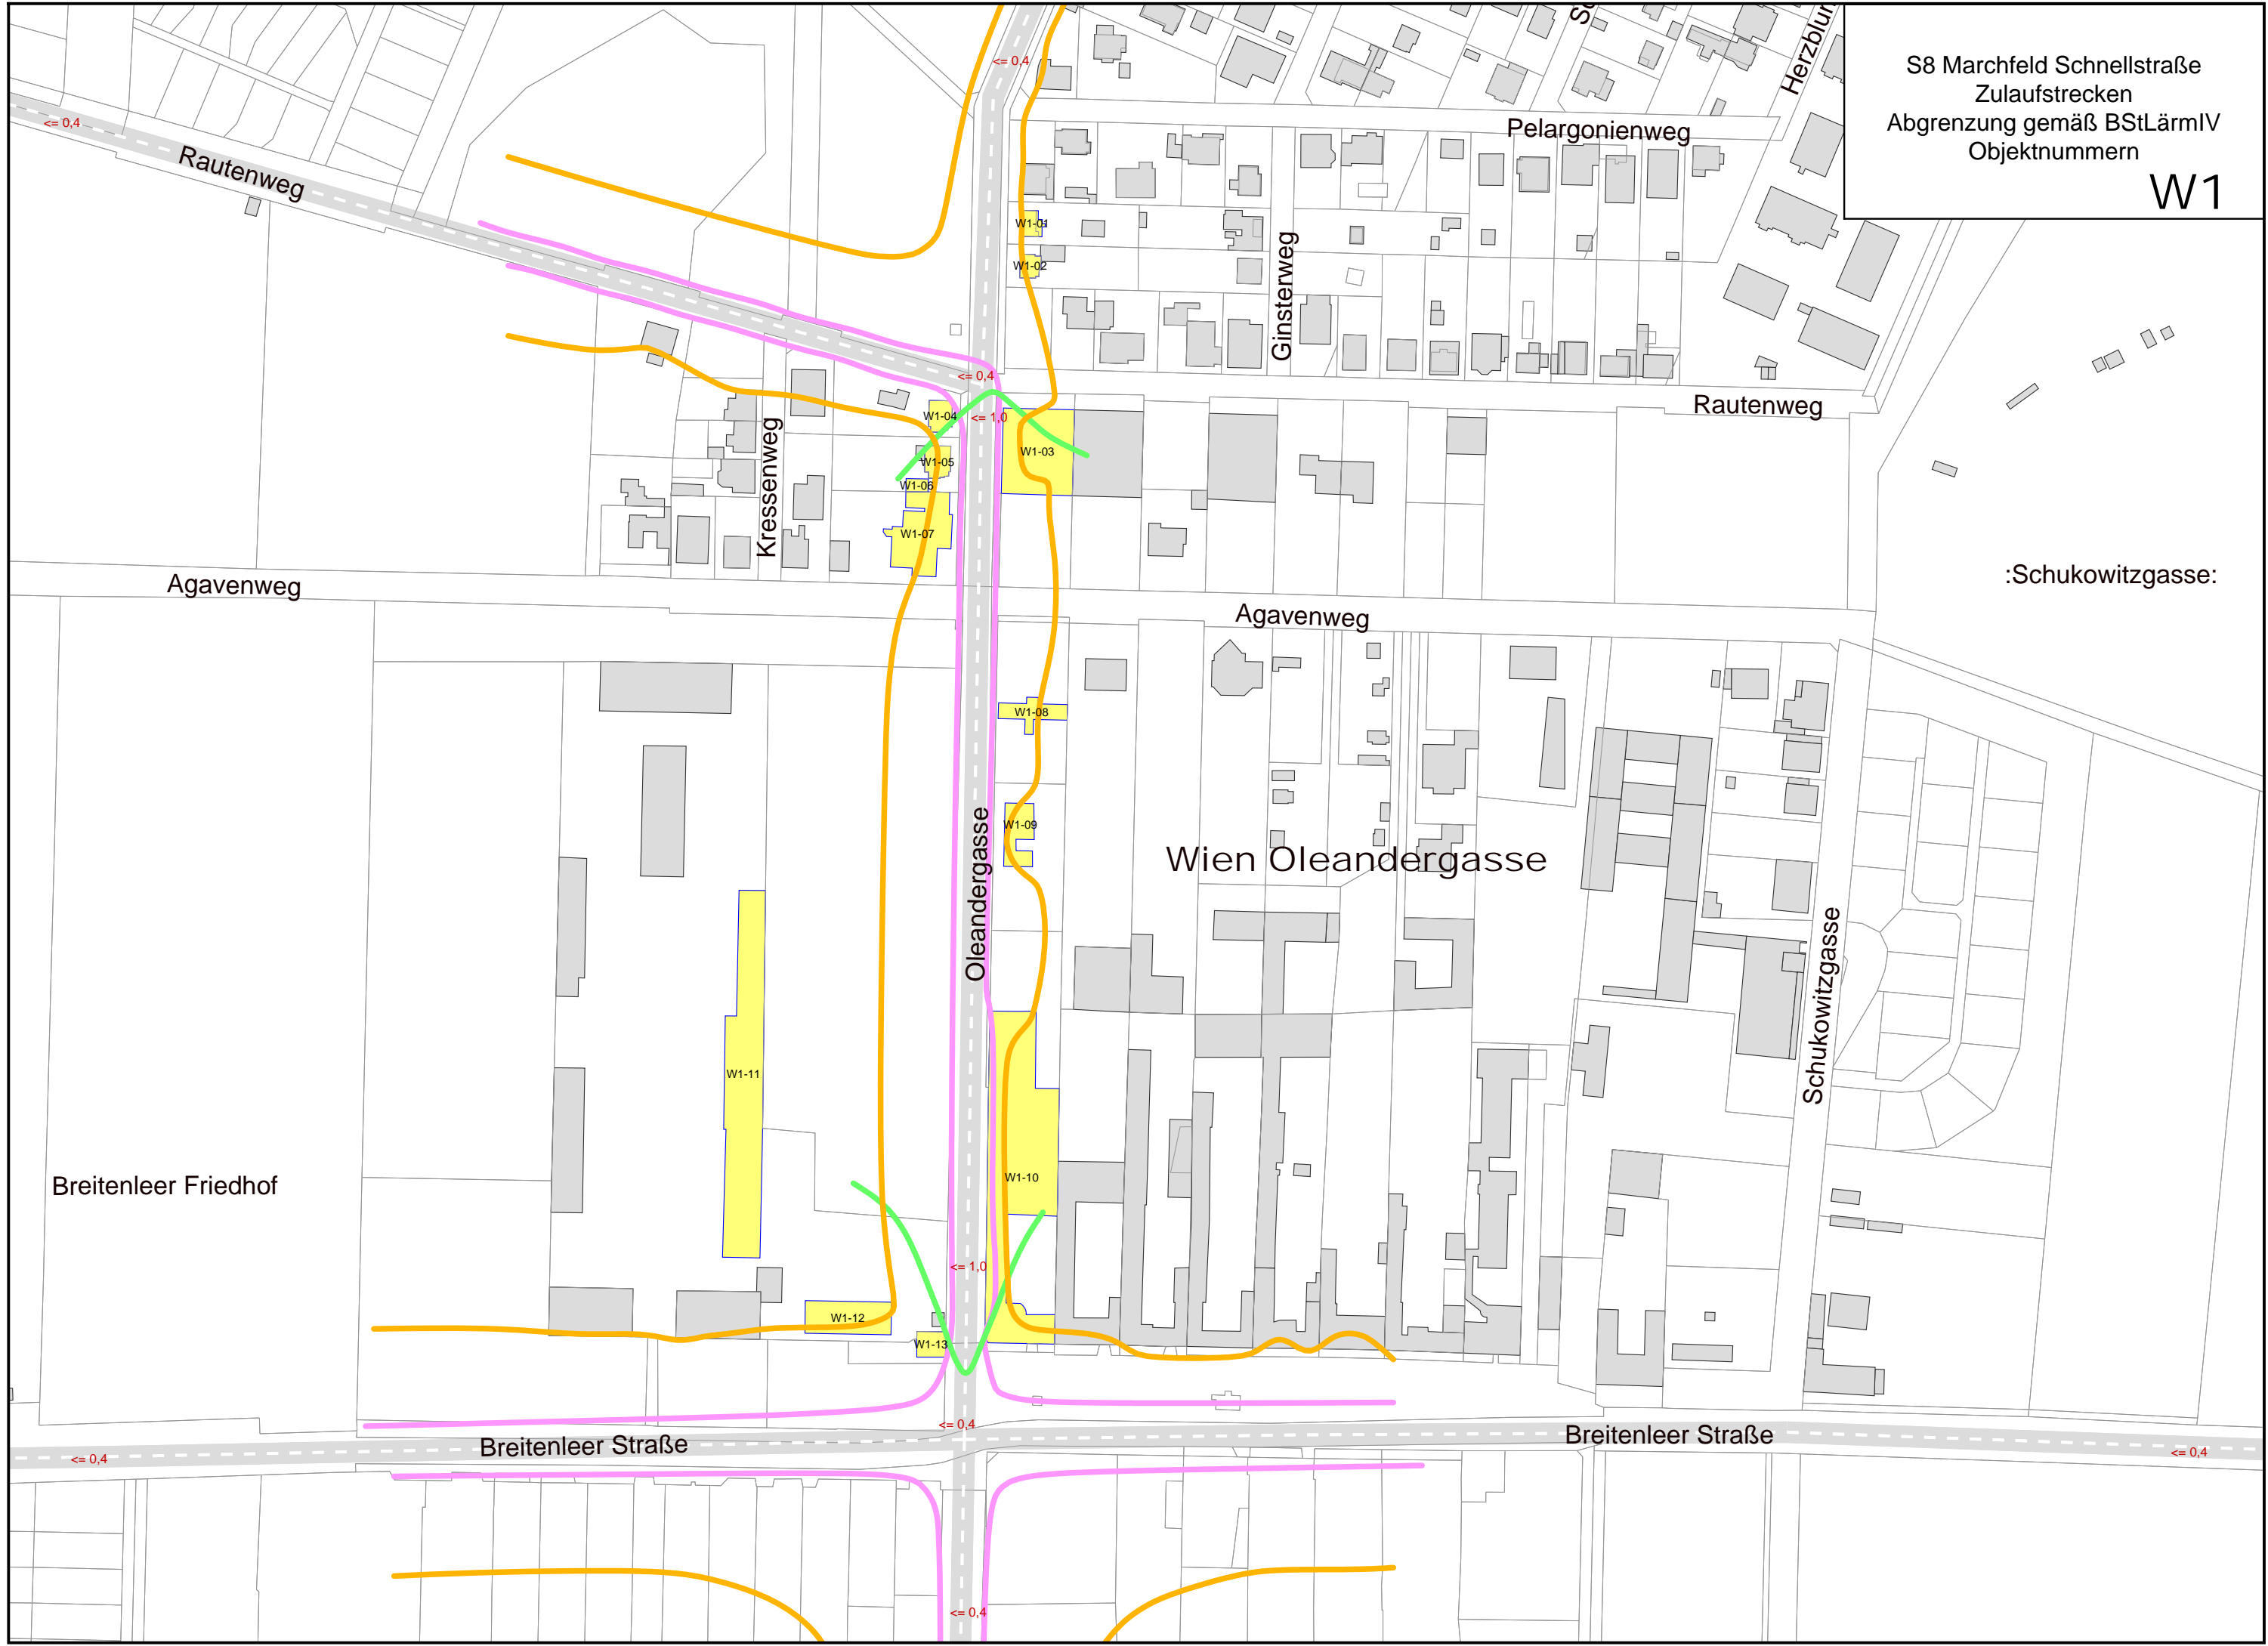 S8 Marchfeld Schnellstraße
Zulaufstrecken
Abgrenzung gemäß BStLärmIV
Objektnummern
W1
<= 0,4
<= 0,4
Herzblu
Pelargonienweg
Rautenweg
W1-01
W1-02
Ginsterweg
<= 0,4
Rautenweg
W1-04
<= 1,0
W1-03
W1-05
W1-06
Kressenweg
W1-07
:Schukowitzgasse:
Agavenweg
Agavenweg
W1-08
W1-09
Oleandergasse
Wien Oleandergasse
Schukowitzgasse
W1-11
W1-10
Breitenleer Friedhof
<= 1,0
W1-12
W1-13
<= 0,4
Breitenleer Straße
Breitenleer Straße
<= 0,4
<= 0,4
<= 0,4